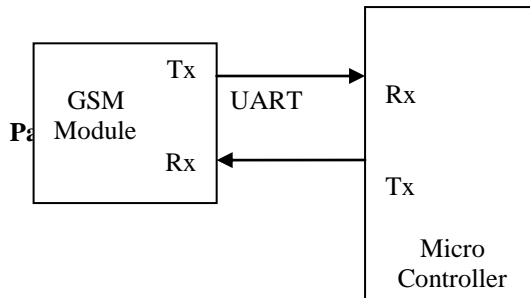 Tx
GSM
Module
Rx
UART
Rx
Tx
Micro
Controller